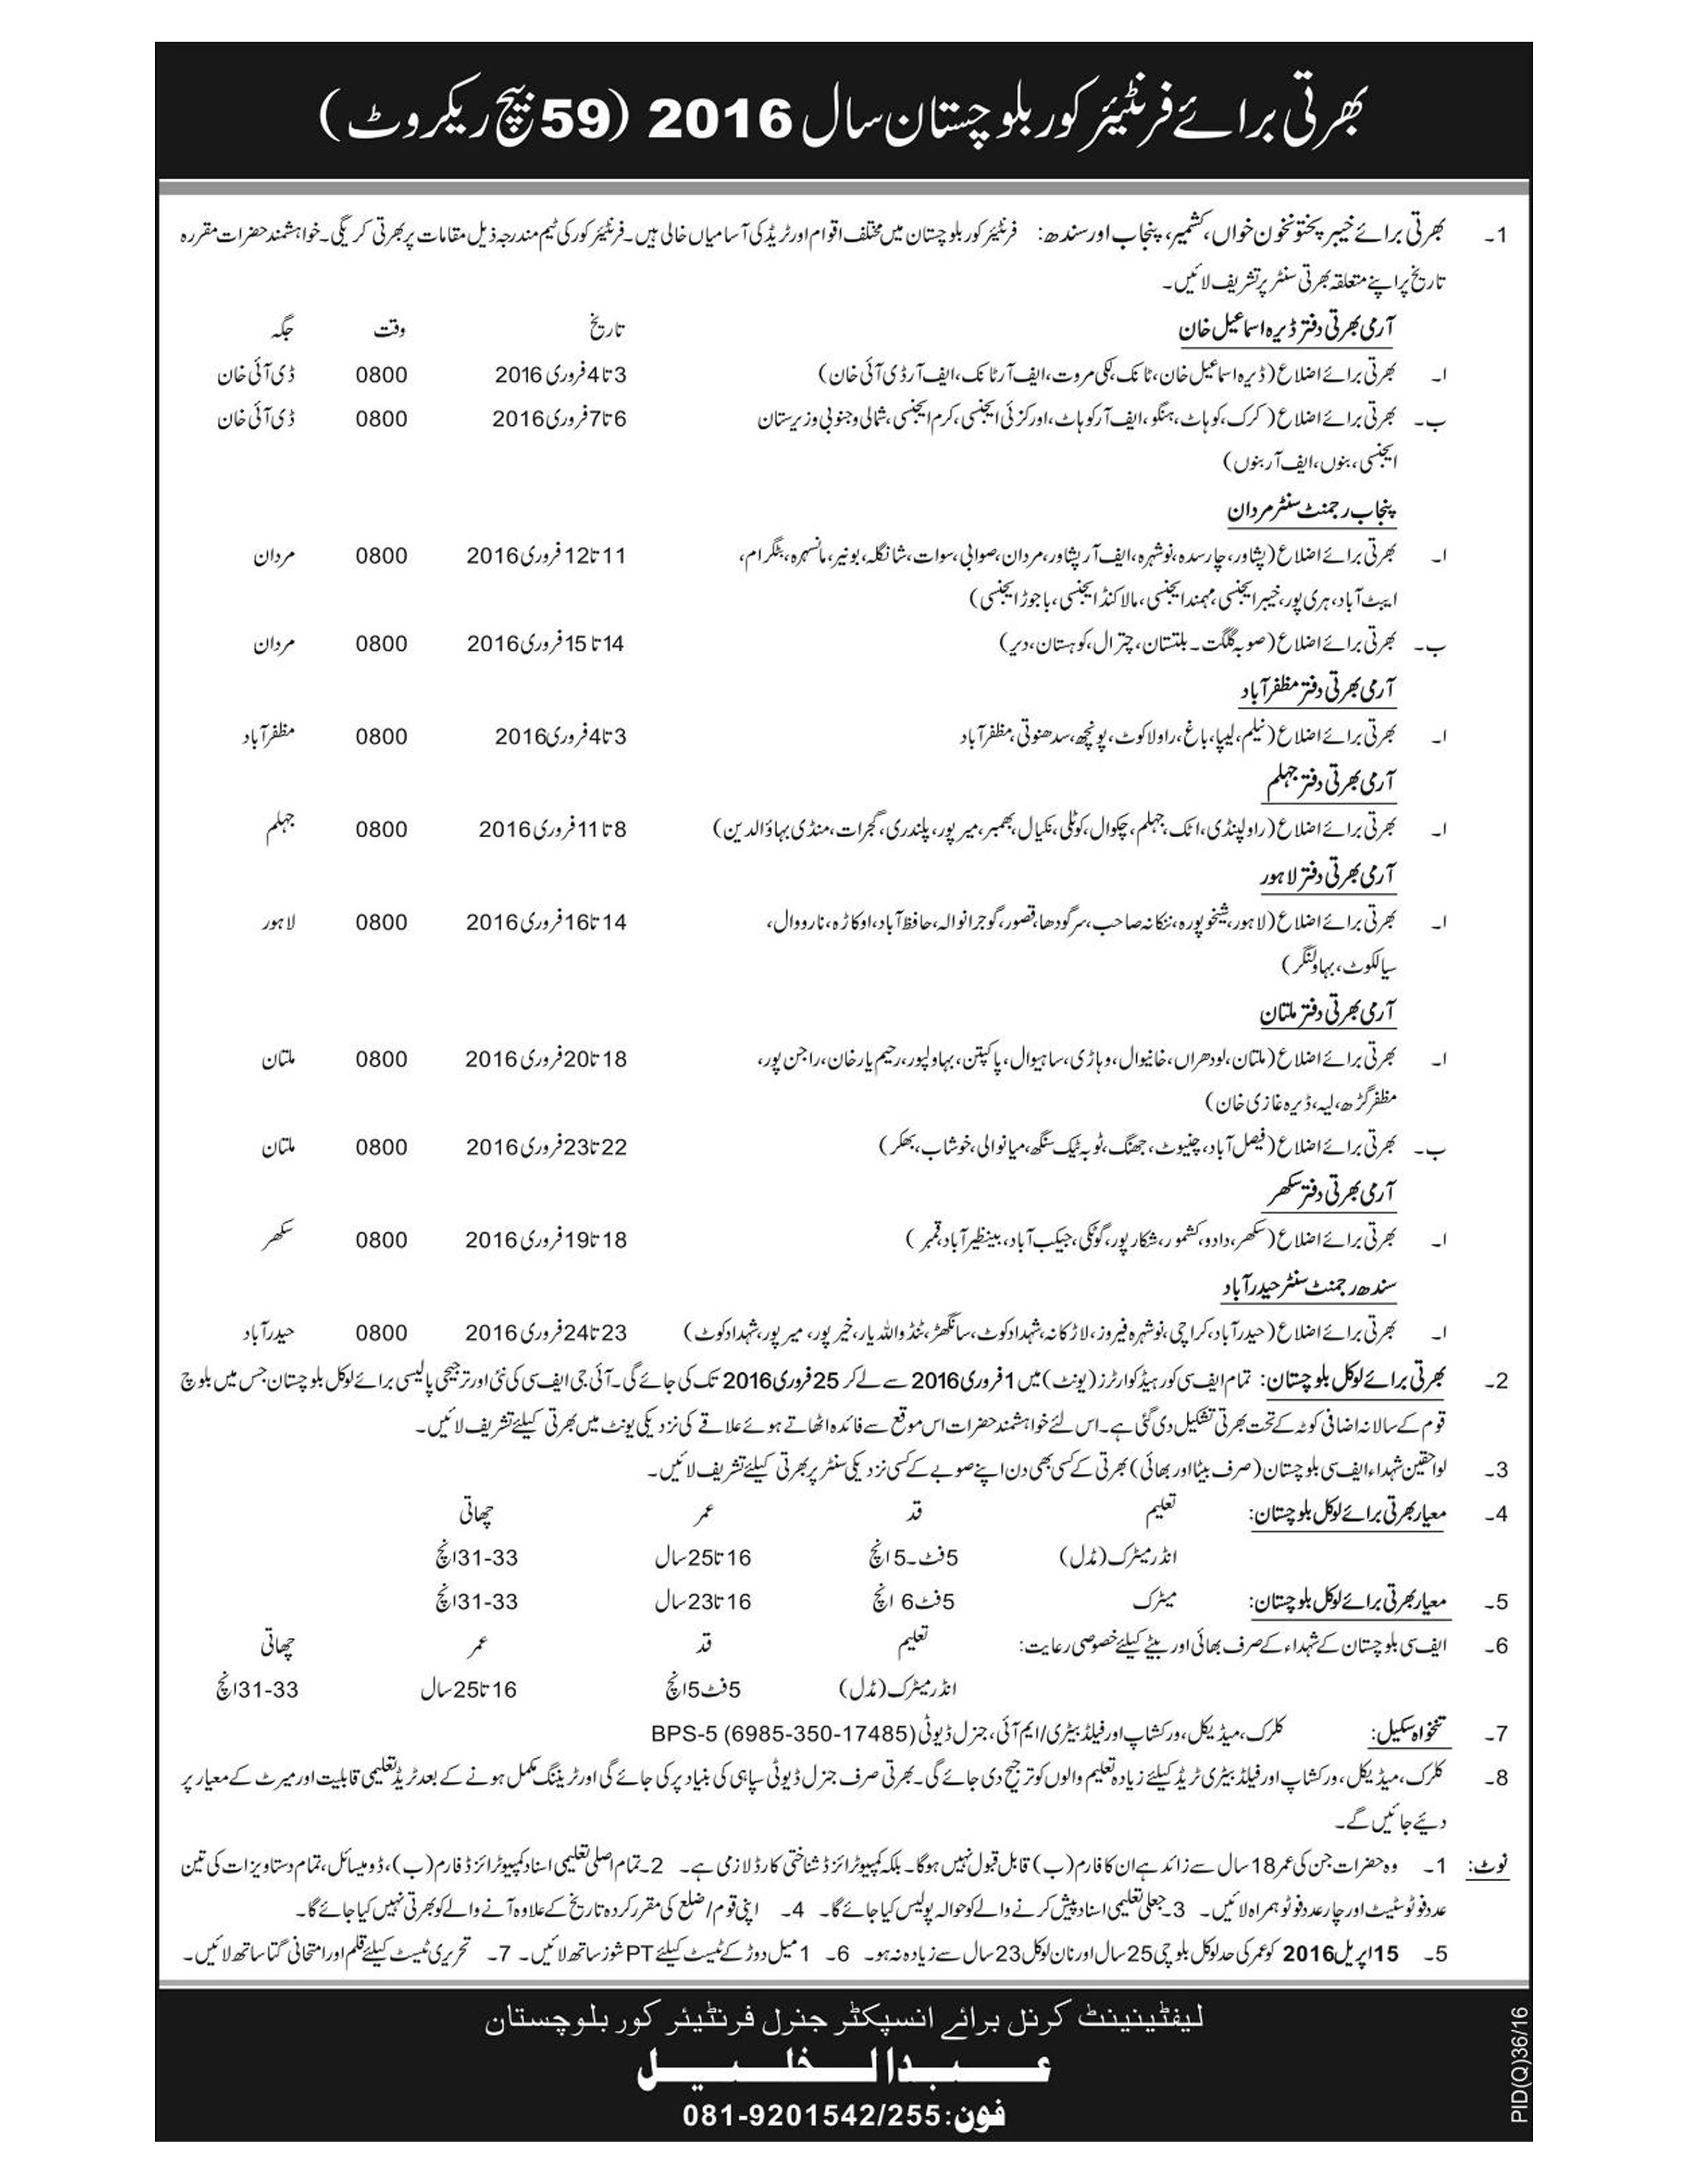 بھرتی برائے فرنٹیئر کور بلوچستان سال 2016 (59 بیچ ریکروٹ)
1۔ بھرتی برائے خیبر پختونخون خواں، کشمیر، پنجاب اور سندھ: فرنٹیئر کور بلوچستان میں مختلف اقوام اور ٹریڈ کی آسامیاں خالی ہیں۔ فرنٹیئر کور کی ٹیم مندرجہ ذیل مقامات پر بھرتی کریگی۔ خواہشمند حضرات مقررہ
تاریخ پر اپنے متعلقہ بھرتی سنٹر پر تشریف لائیں۔
آرمی بھرتی دفتر ڈیرہ اسماعیل خان تاریخ وقت جگہ
ا۔ بھرتی برائے اضلاع (ڈیرہ اسماعیل خان، ٹانک، لکی مروت، ایف آر ٹانک، ایف آر ڈی آئی خان) 3 تا 4 فروری 2016 0800 ڈی آئی خان
ب۔ بھرتی برائے اضلاع (کرک، کوہاٹ، ہنگو، ایف آر کوہاٹ، اورکزئی ایجنسی، کرم ایجنسی، شمالی و جنوبی وزیرستان 6 تا 7 فروری 2016 0800 ڈی آئی خان
ایجنسی، بنوں، ایف آر بنوں)
پنجاب رجمنٹ سنٹر مردان
ا۔ بھرتی برائے اضلاع (پشاور، چارسدہ، نوشہرہ، ایف آر پشاور، مردان، صوابی، سوات، شانگلہ، بونیر، مانسہرہ، بٹگرام، 11 تا 12 فروری 2016 0800 مردان
ایبٹ آباد، ہری پور، خیبر ایجنسی، مہمند ایجنسی، مالاکنڈ ایجنسی، باجوڑ ایجنسی)
ب۔ بھرتی برائے اضلاع (صوبہ گلگت۔ بلتستان، چترال، کوہستان، دیر) 14 تا 15 فروری 2016 0800 مردان
آرمی بھرتی دفتر مظفر آباد
ا۔ بھرتی برائے اضلاع (نیلم، لیپا، باغ، راولاکوٹ، پونچھ، سدھنوتی، مظفر آباد 3 تا 4 فروری 2016 0800 مظفر آباد
آرمی بھرتی دفتر جہلم
ا۔ بھرتی برائے اضلاع (راولپنڈی، اٹک، جہلم، چکوال، کوٹلی، نکیال، بھمبر، میر پور، پلندری، گجرات، منڈی بہاؤالدین) 8 تا 11 فروری 2016 0800 جہلم
آرمی بھرتی دفتر لاہور
ا۔ بھرتی برائے اضلاع (لاہور، شیخوپورہ، ننکانہ صاحب، سرگودھا، قصور، گوجرانوالہ، حافظ آباد، اوکاڑہ، نارووال، 14 تا 16 فروری 2016 0800 لاہور
سیالکوٹ، بہاولنگر)
آرمی بھرتی دفتر ملتان
ا۔ بھرتی برائے اضلاع (ملتان، لودھراں، خانیوال، وہاڑی، ساہیوال، پاکپتن، بہاولپور، رحیم یار خان، راجن پور، 18 تا 20 فروری 2016 0800 ملتان
مظفر گڑھ، لیہ، ڈیرہ غازی خان)
ب۔ بھرتی برائے اضلاع (فیصل آباد، چنیوٹ، جھنگ، ٹوبہ ٹیک سنگھ، میانوالی، خوشاب، بھکر) 22 تا 23 فروری 2016 0800 ملتان
آرمی بھرتی دفتر سکھر
ا۔ بھرتی برائے اضلاع (سکھر، دادو، کشمور، شکارپور، گوٹکی، جیکب آباد، بینظیر آباد، قمبر) 18 تا 19 فروری 2016 0800 سکھر
سندھ رجمنٹ سنٹر حیدر آباد
ا۔ بھرتی برائے اضلاع (حیدر آباد، کراچی، نوشہرہ فیروز، لاڑکانہ، شہداد کوٹ، سانگھڑ، ٹنڈو اللہ یار، خیر پور، میر پور، شہداد کوٹ) 23 تا 24 فروری 2016 0800 حیدر آباد
2۔ بھرتی برائے لوکل بلوچستان: تمام ایف سی کور ہیڈ کوارٹرز (یونٹ) میں 1 فروری 2016 سے لے کر 25 فروری 2016 تک کی جائے گی۔ آئی جی ایف سی کی نئی اور ترجیحی پالیسی برائے لوکل بلوچستان جس میں بلوچ
قوم کے سالانہ اضافی کوٹہ کے تحت بھرتی تشکیل دی گئی ہے۔ اس لئے خواہشمند حضرات اس موقع سے فائدہ اٹھاتے ہوئے علاقے کی نزدیکی یونٹ میں بھرتی کیلئے تشریف لائیں۔
3۔ لواحقین شہداء ایف سی بلوچستان (صرف بیٹا اور بھائی) بھرتی کے کسی بھی دن اپنے صوبے کے کسی نزدیکی سنٹر پر بھرتی کیلئے تشریف لائیں۔
4۔ معیار بھرتی برائے لوکل بلوچستان: تعلیم قد عمر چھاتی
انڈر میٹرک (مڈل) 5 فٹ۔5 انچ 16 تا 25 سال 31-33 انچ
5۔ معیار بھرتی برائے لوکل بلوچستان: میٹرک 5 فٹ 6 انچ 16 تا 23 سال 31-33 انچ
6۔ ایف سی بلوچستان کے شہداء کے صرف بھائی اور بیٹے کیلئے خصوصی رعایت: تعلیم قد عمر چھاتی
انڈر میٹرک (مڈل) 5 فٹ 5 انچ 16 تا 25 سال 31-33 انچ
7۔ تنخواہ سکیل: کلرک، میڈیکل، ورکشاپ اور فیلڈ بیٹری/ایم آئی، جنرل ڈیوٹی BPS-5 (6985-350-17485)
8۔ کلرک، میڈیکل، ورکشاپ اور فیلڈ بیٹری ٹریڈ کیلئے زیادہ تعلیم والوں کو ترجیح دی جائے گی۔ بھرتی صرف جنرل ڈیوٹی سپاہی کی بنیاد پر کی جائے گی اور ٹریننگ مکمل ہونے کے بعد ٹریڈ تعلیمی قابلیت اور میرٹ کے معیار پر
دیئے جائیں گے۔
نوٹ: 1۔ وہ حضرات جن کی عمر 18 سال سے زائد ہے ان کا فارم (ب) قابل قبول نہیں ہوگا۔ بلکہ کمپیوٹرائزڈ شناختی کارڈ لازمی ہے۔ 2۔ تمام اصلی تعلیمی اسناد کمپیوٹرائزڈ فارم (ب)، ڈومیسائل، تمام دستاویزات کی تین
عدد فوٹو سٹیٹ اور چار عدد فوٹو ہمراہ لائیں۔ 3۔ جعلی تعلیمی اسناد پیش کرنے والے کو حوالہ پولیس کیا جائے گا۔ 4۔ اپنی قوم/ضلع کی مقرر کردہ تاریخ کے علاوہ آنے والے کو بھرتی نہیں کیا جائے گا۔
5۔ 15 اپریل 2016 کو عمر کی حد لوکل بلوچی 25 سال اور نان لوکل 23 سال سے زیادہ نہ ہو۔ 6۔ 1 میل دوڑ کے ٹیسٹ کیلئے PT شوز ساتھ لائیں۔ 7۔ تحریری ٹیسٹ کیلئے قلم اور امتحانی گتا ساتھ لائیں۔
لیفٹیننٹ کرنل برائے انسپکٹر جنرل فرنٹیئر کور بلوچستان
عبدالخلیل
فون: 081-9201542/255
PID(Q)36/16